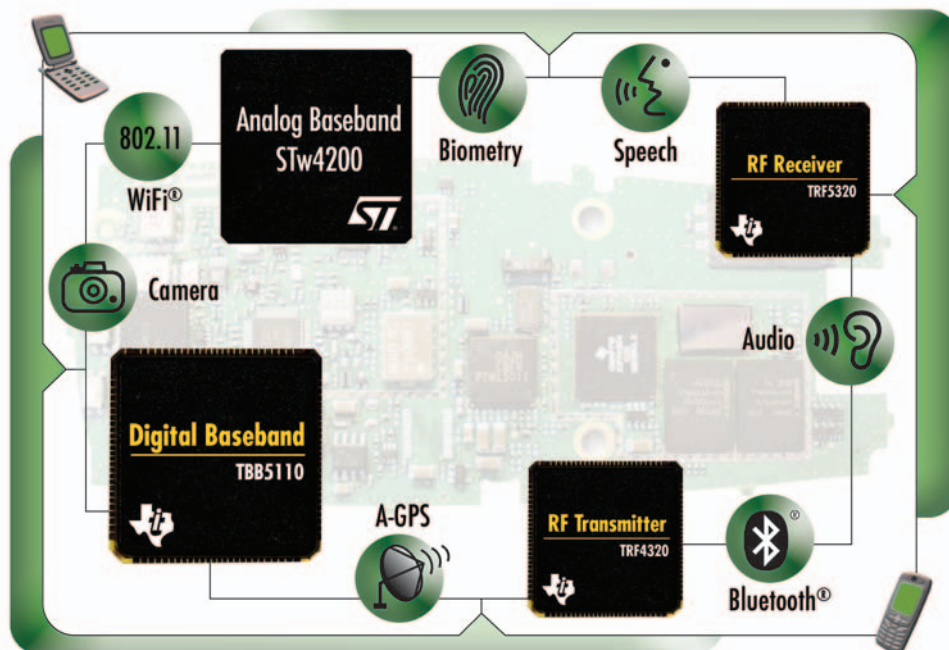 802.11
WiFi®
Analog Baseband
STw4200
ST
Biometry
Speech
RF Receiver
TRF5320
Camera
Audio
Digital Baseband
TBB5110
A-GPS
RF Transmitter
TRF4320
®
Bluetooth®